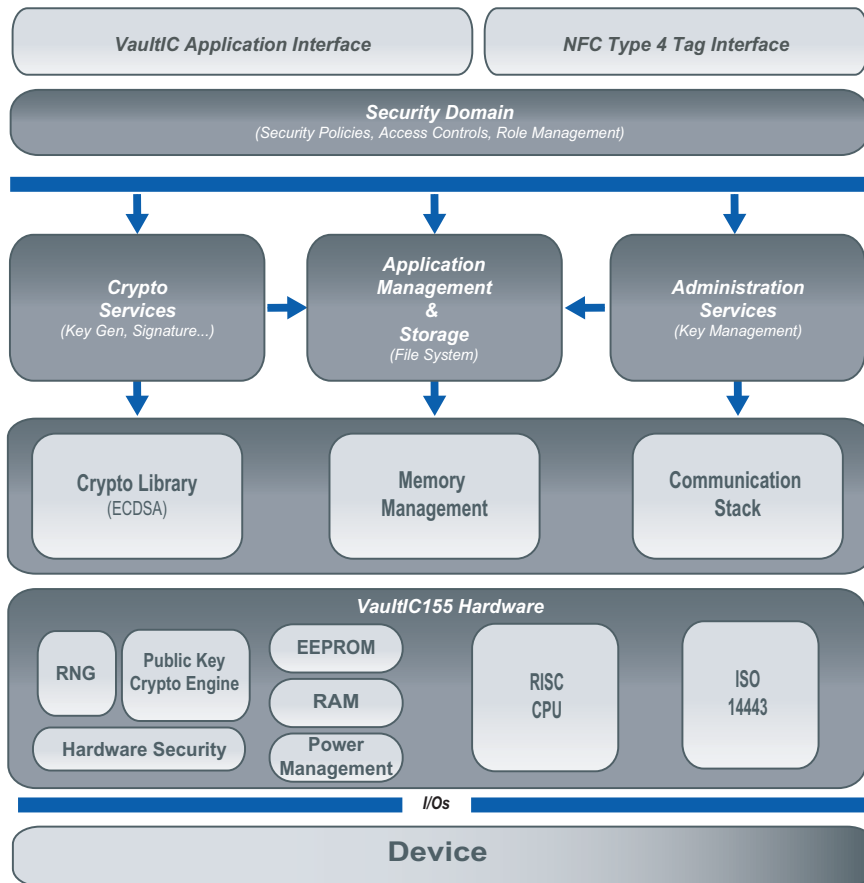 VaultIC Application Interface
NFC Type 4 Tag Interface
Security Domain
(Security Policies, Access Controls, Role Management)
Crypto
Services
(Key Gen, Signature...)
Application
Management
&
Storage
(File System)
Administration
Services
(Key Management)
Crypto Library
(ECDSA)
Memory
Management
Communication
Stack
VaultIC155 Hardware
RNG
Public Key
Crypto Engine
Hardware Security
EEPROM
RAM
Power
Management
RISC
CPU
ISO
14443
I/Os
Device